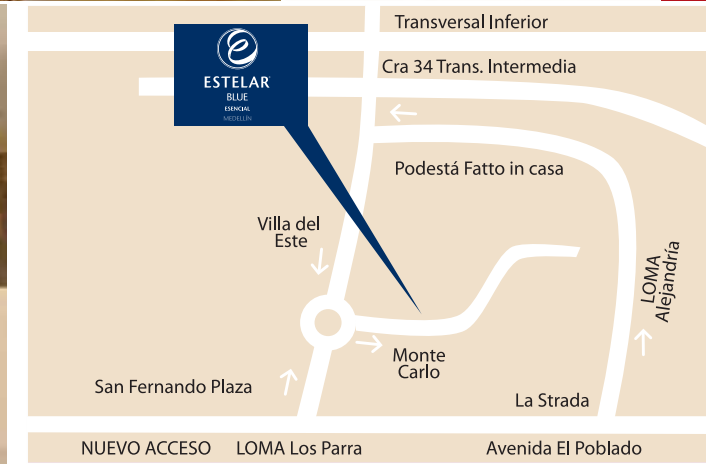 Transversal Inferior
ESTELAR
BLUE
ESENCIAL
MEDELLÍN
Cra 34 Trans. Intermedia
Podestá Fatto in casa
Villa del
Este
LOMA
Alejandría
Monte
Carlo
San Fernando Plaza
La Strada
NUEVO ACCESO LOMA Los Parra Avenida El Poblado